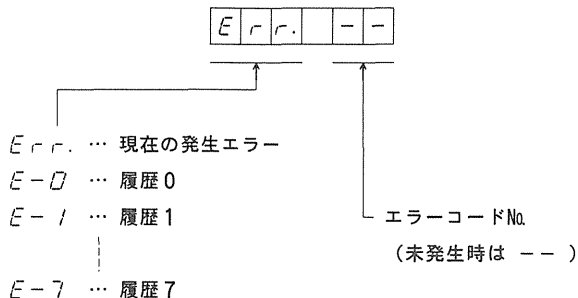 Err. --
Err. … 現在の発生エラー
E-0 … 履歴0
E-1 … 履歴1
エラーコード№
(未発生時は -- )
E-7 … 履歴7